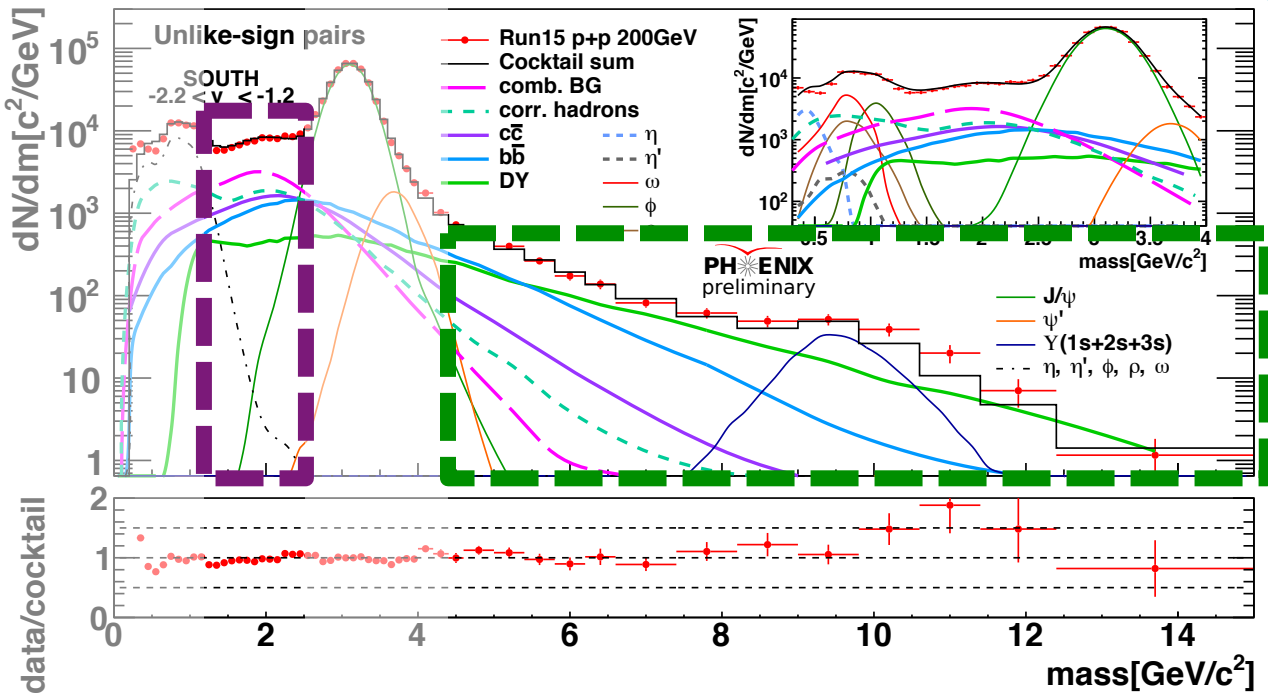 Unlike-sign pairs
SOUTH
-2.2 < y < -1.2
Run15 p+p 200GeV
Cocktail sum
comb. BG
corr. hadrons
cc̅
bb̅
DY
η
η'
ω
ϕ
dN/dm[c²/GeV]
10⁵
10⁴
10³
10²
10
1
dN/dm[c²/GeV]
10⁴
10³
10²
0.5
1
1.5
2
2.5
3
3.5
4
mass[GeV/c²]
PH ENIX
preliminary
J/ψ
ψ'
Υ(1s+2s+3s)
η, η', ϕ, ρ, ω
data/cocktail
2
1
0
0 2 4 6 8 10 12 14
mass[GeV/c²]